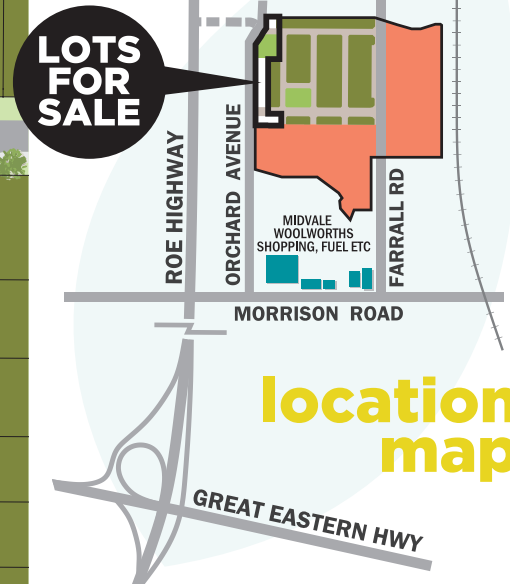 LOTS
FOR
SALE
ROE HIGHWAY
ORCHARD AVENUE
FARRALL RD
MIDVALE
WOOLWORTHS
SHOPPING, FUEL ETC
MORRISON ROAD
location
map
GREAT EASTERN HWY